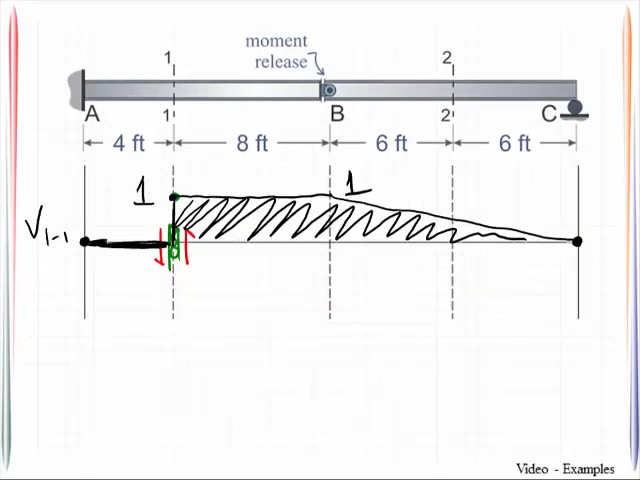 moment
release
1
2
A
1
B
2
C
4 ft
8 ft
6 ft
6 ft
1
1
V1-1
Video - Examples